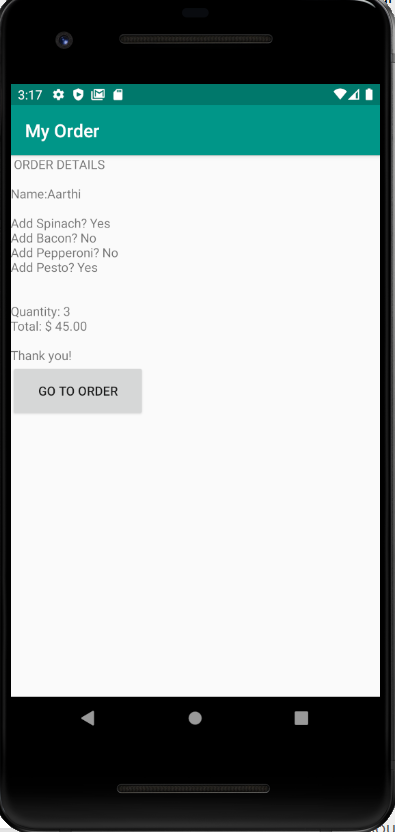 3:17
My Order
ORDER DETAILS
Name:Aarthi
Add Spinach? Yes
Add Bacon? No
Add Pepperoni? No
Add Pesto? Yes
Quantity: 3
Total: $ 45.00
Thank you!
GO TO ORDER